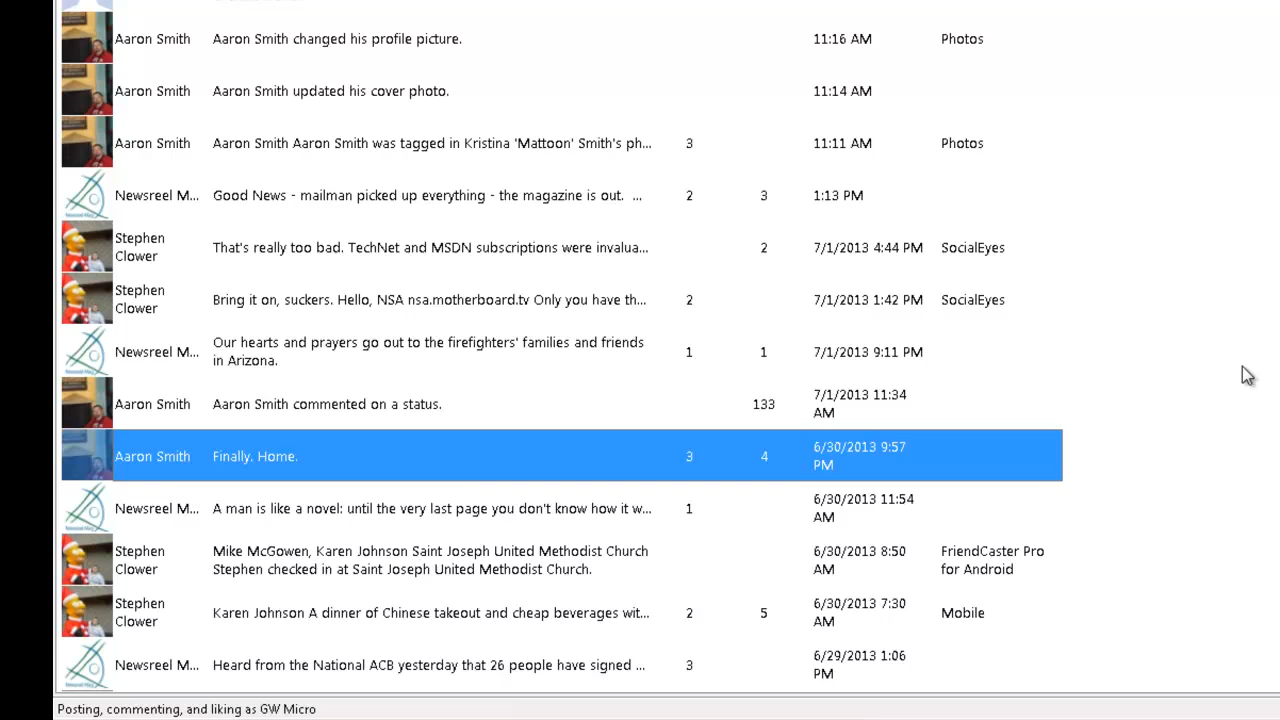 Aaron Smith Aaron Smith changed his profile picture. 11:16 AM Photos
Aaron Smith Aaron Smith updated his cover photo. 11:14 AM
Aaron Smith Aaron Smith Aaron Smith was tagged in Kristina 'Mattoon' Smith's ph... 3 11:11 AM Photos
Newsreel M... Good News - mailman picked up everything - the magazine is out. ... 2 3 1:13 PM
Stephen
Clower
That's really too bad. TechNet and MSDN subscriptions were invalua... 2 7/1/2013 4:44 PM SocialEyes
Stephen
Clower
Bring it on, suckers. Hello, NSA nsa.motherboard.tv Only you have th... 2 7/1/2013 1:42 PM SocialEyes
Newsreel M...
Our hearts and prayers go out to the firefighters' families and friends
in Arizona.
1 1 7/1/2013 9:11 PM
Aaron Smith Aaron Smith commented on a status. 133
7/1/2013 11:34
AM
Aaron Smith Finally. Home. 3 4
6/30/2013 9:57
PM
Newsreel M... A man is like a novel: until the very last page you don't know how it w... 1
6/30/2013 11:54
AM
Stephen
Clower
Mike McGowen, Karen Johnson Saint Joseph United Methodist Church
Stephen checked in at Saint Joseph United Methodist Church.
6/30/2013 8:50
AM
FriendCaster Pro
for Android
Stephen
Clower
Karen Johnson A dinner of Chinese takeout and cheap beverages wit... 2 5
6/30/2013 7:30
AM
Mobile
Newsreel M... Heard from the National ACB yesterday that 26 people have signed ... 3
6/29/2013 1:06
PM
Posting, commenting, and liking as GW Micro